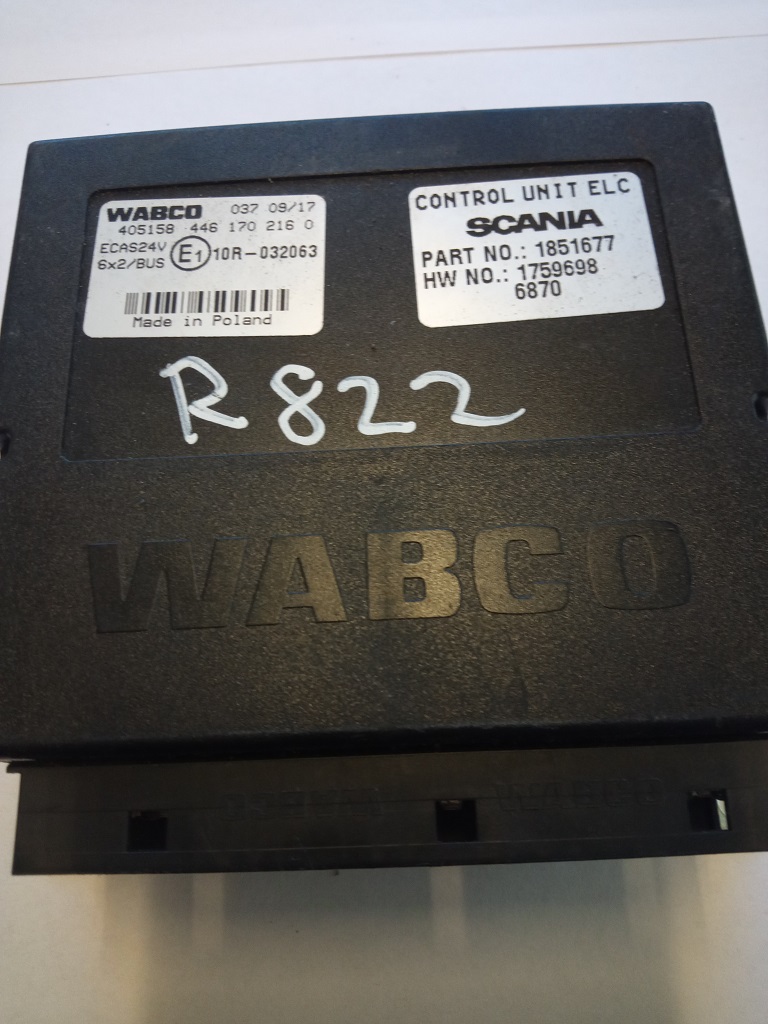 WABCO 037 09/17
405158 446 170 216 0
ECAS24V
6x2/BUS E1 10R-032063
Made in Poland
CONTROL UNIT ELC
SCANIA
PART NO.: 1851677
HW NO.: 1759698
6870
R822
WABCO
WABCO